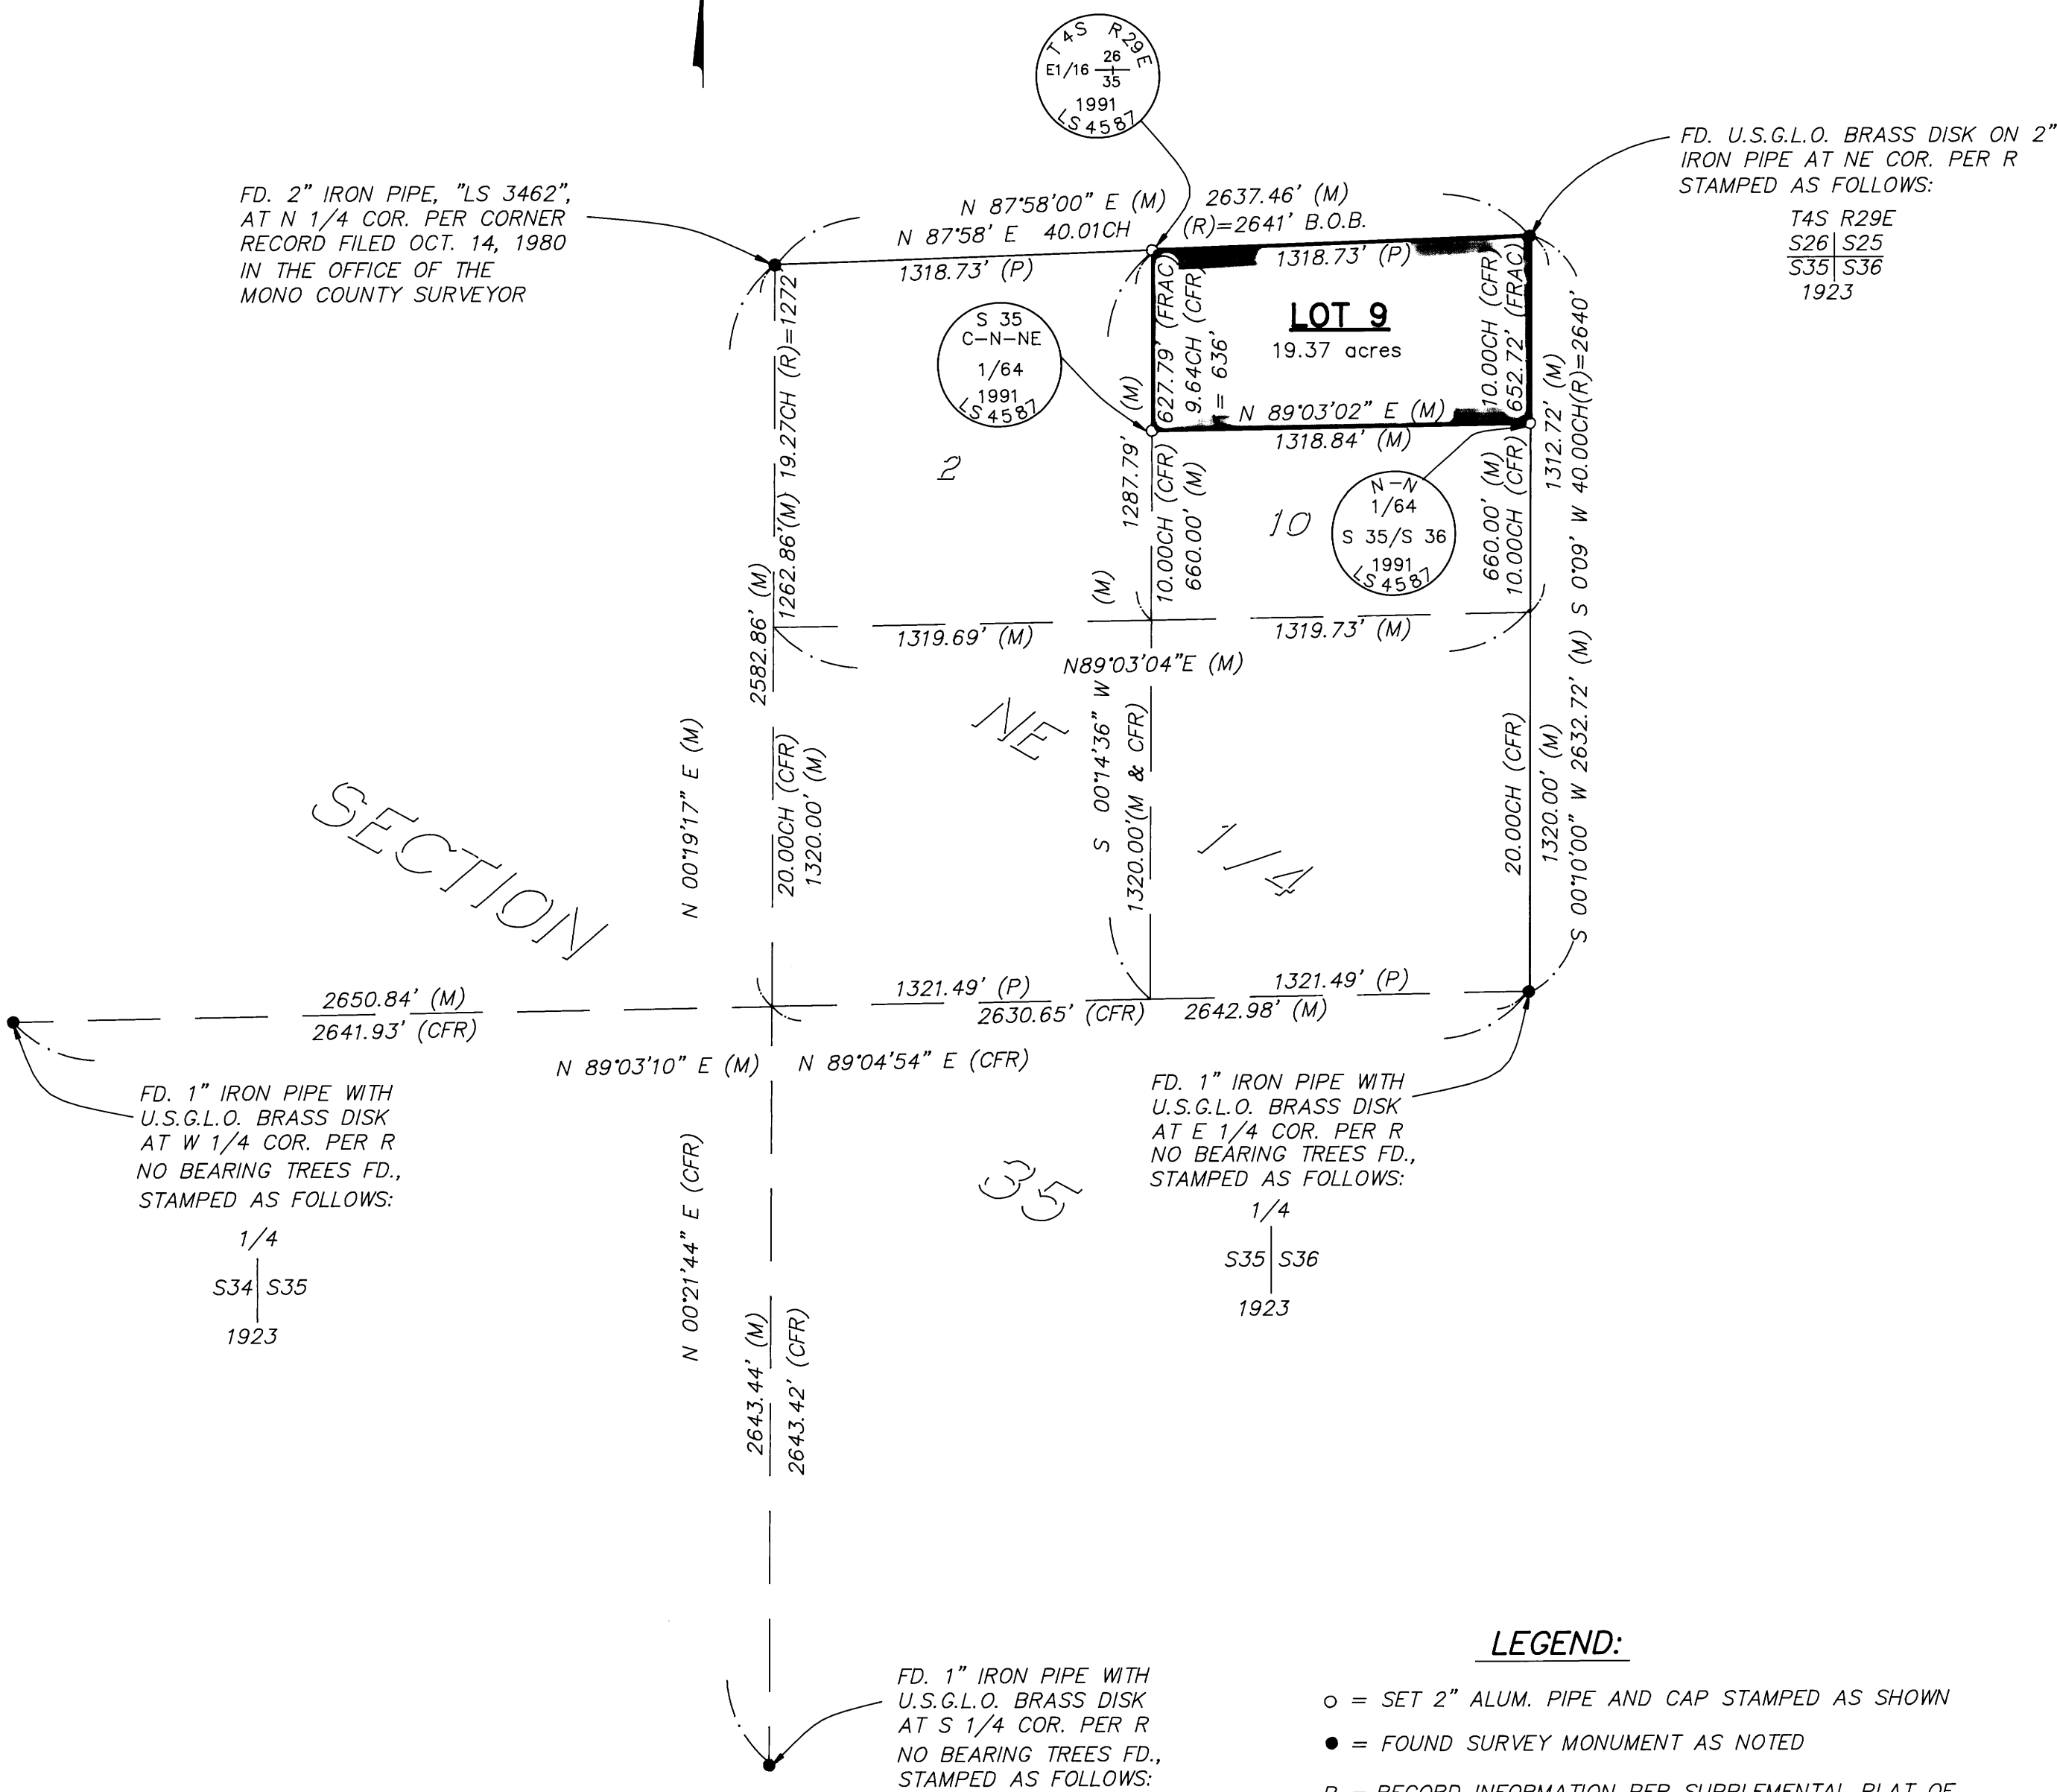 T4S R29E
E1/16 26
35
1991
LS 4587
FD. U.S.G.L.O. BRASS DISK ON 2"
IRON PIPE AT NE COR. PER R
STAMPED AS FOLLOWS:
T4S R29E
S26 S25
S35 S36
1923
FD. 2" IRON PIPE, "LS 3462",
AT N 1/4 COR. PER CORNER
RECORD FILED OCT. 14, 1980
IN THE OFFICE OF THE
MONO COUNTY SURVEYOR
N 87°58'00" E (M) 2637.46' (M)
N 87°58' E 40.01CH (R)=2641' B.O.B.
1318.73' (P)
1318.73' (P)
LOT 9
19.37 acres
627.79' (FRAC)
9.64CH (CFR)
= 636'
10.00CH (CFR)
652.72' (FRAC)
N 89°03'02" E (M)
1318.84' (M)
S 35
C-N-NE
1/64
1991
LS 4587
2
10
N-N
1/64
S 35/S 36
1991
LS 4587
1262.86'(M) 19.27CH (R)=1272'
2582.86' (M)
1287.79' (M)
10.00CH (CFR)
660.00' (M)
660.00' (M)
10.00CH (CFR)
1312.72' (M)
S 00°10'00" W 2632.72' (M) S 0°09' W 40.00CH(R)=2640'
1319.69' (M)
1319.73' (M)
N89°03'04"E (M)
N 00°19'17" E (M)
20.00CH (CFR)
1320.00' (M)
S 00°14'36" W (M)
1320.00'(M & CFR)
20.00CH (CFR)
1320.00' (M)
NE
1/4
SECTION
35
2650.84' (M)
2641.93' (CFR)
1321.49' (P)
1321.49' (P)
2630.65' (CFR) 2642.98' (M)
N 89°03'10" E (M) N 89°04'54" E (CFR)
FD. 1" IRON PIPE WITH
U.S.G.L.O. BRASS DISK
AT W 1/4 COR. PER R
NO BEARING TREES FD.,
STAMPED AS FOLLOWS:
1/4
S34 S35
1923
FD. 1" IRON PIPE WITH
U.S.G.L.O. BRASS DISK
AT E 1/4 COR. PER R
NO BEARING TREES FD.,
STAMPED AS FOLLOWS:
1/4
S35 S36
1923
N 00°21'44" E (CFR)
2643.44' (M)
2643.42' (CFR)
FD. 1" IRON PIPE WITH
U.S.G.L.O. BRASS DISK
AT S 1/4 COR. PER R
NO BEARING TREES FD.,
STAMPED AS FOLLOWS:
LEGEND:
○ = SET 2" ALUM. PIPE AND CAP STAMPED AS SHOWN
● = FOUND SURVEY MONUMENT AS NOTED
R = RECORD INFORMATION PER SUPPLEMENTAL PLAT OF